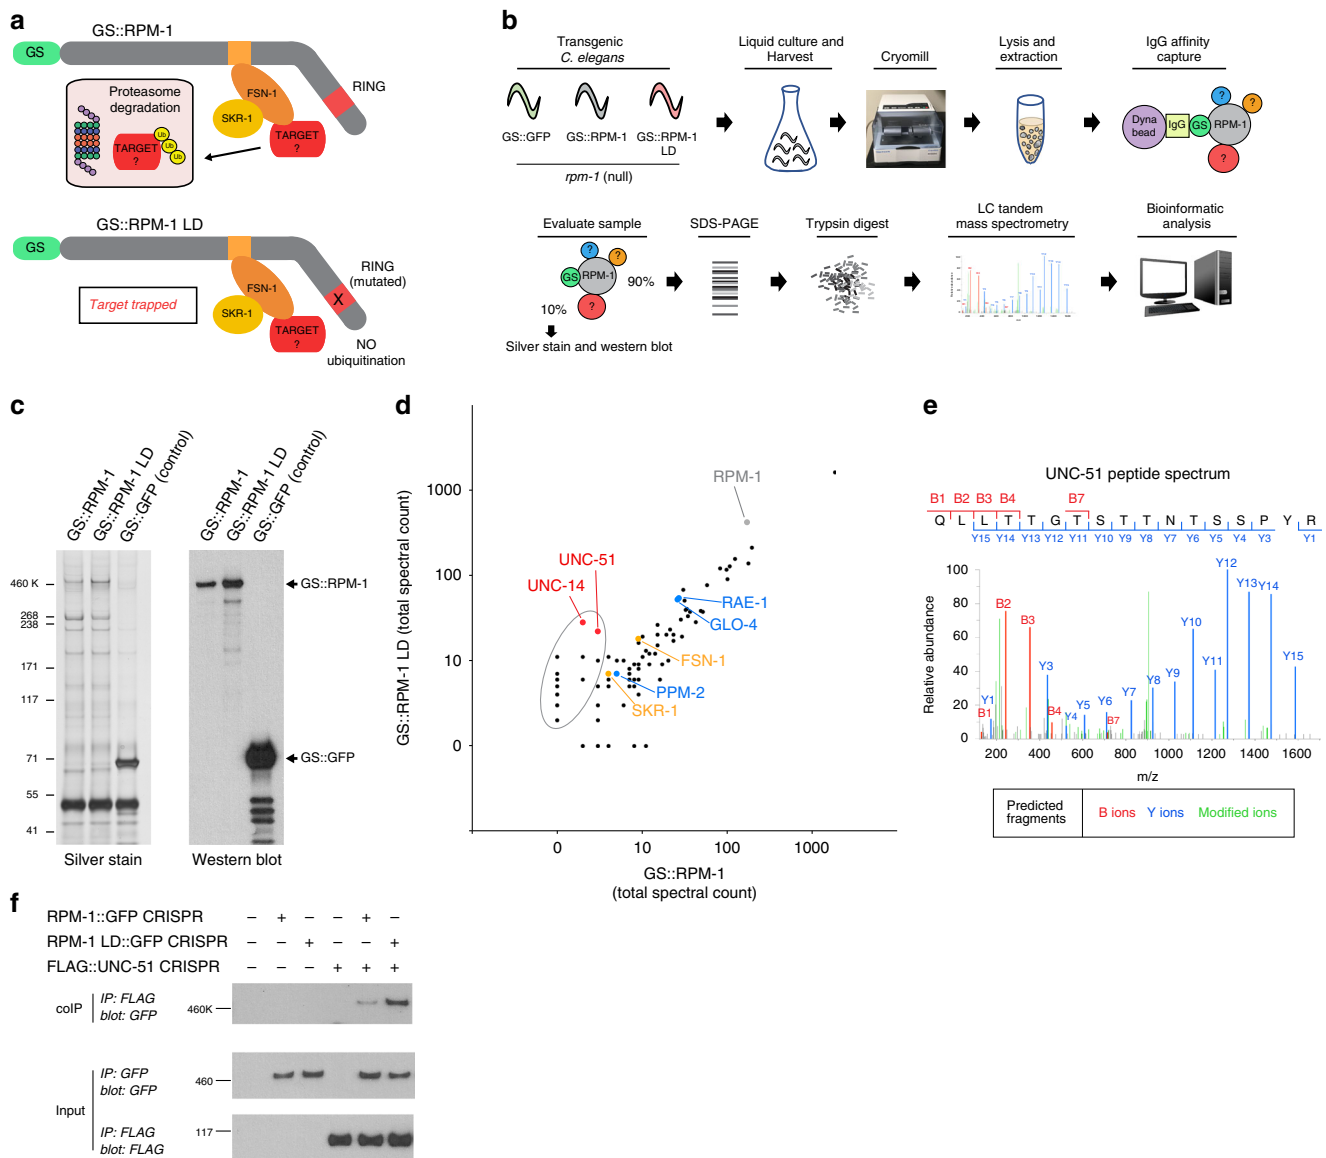 a
GS::RPM-1
GS
Proteasome
degradation
TARGET
?
Ub
Ub
Ub
FSN-1
SKR-1
TARGET
?
RING
GS::RPM-1 LD
GS
Target trapped
FSN-1
SKR-1
TARGET
?
RING
(mutated)
X
NO
ubiquitination
b
Transgenic
C. elegans
GS::GFP
GS::RPM-1
GS::RPM-1
LD
rpm-1 (null)
Liquid culture and
Harvest
Cryomill
Lysis and
extraction
IgG affinity
capture
Dyna
bead
IgG
GS
RPM-1
?
?
?
Evaluate sample
GS
RPM-1
?
?
?
90%
10%
Silver stain and western blot
SDS-PAGE
Trypsin digest
LC tandem
mass spectrometry
Bioinformatic
analysis
c
GS::RPM-1
GS::RPM-1 LD
GS::GFP (control)
GS::RPM-1
GS::RPM-1 LD
GS::GFP (control)
460 K
268
238
171
117
71
55
41
GS::RPM-1
GS::GFP
Silver stain
Western blot
d
GS::RPM-1 LD (total spectral count)
1000
100
10
0
0
10
100
1000
GS::RPM-1
(total spectral count)
RPM-1
UNC-51
UNC-14
RAE-1
GLO-4
FSN-1
PPM-2
SKR-1
e
UNC-51 peptide spectrum
B1 B2 B3 B4 B7
Q L L T T G T S T T N T S S P Y R
Y15 Y14 Y13 Y12 Y11 Y10 Y9 Y8 Y7 Y6 Y5 Y4 Y3 Y1
Relative abundance
100
80
60
40
20
0
B1
Y1
B2
B3
Y3
B4
Y4
Y5
Y6
B7
Y7
Y8
Y9
Y10
Y11
Y12
Y13
Y14
Y15
200 400 600 800 1000 1200 1400 1600
m/z
Predicted
fragments
B ions
Y ions
Modified ions
f
RPM-1::GFP CRISPR − + − − + −
RPM-1 LD::GFP CRISPR − − + − − +
FLAG::UNC-51 CRISPR − − − + + +
coIP
IP: FLAG
blot: GFP
460K
Input
IP: GFP
blot: GFP
460
IP: FLAG
blot: FLAG
117